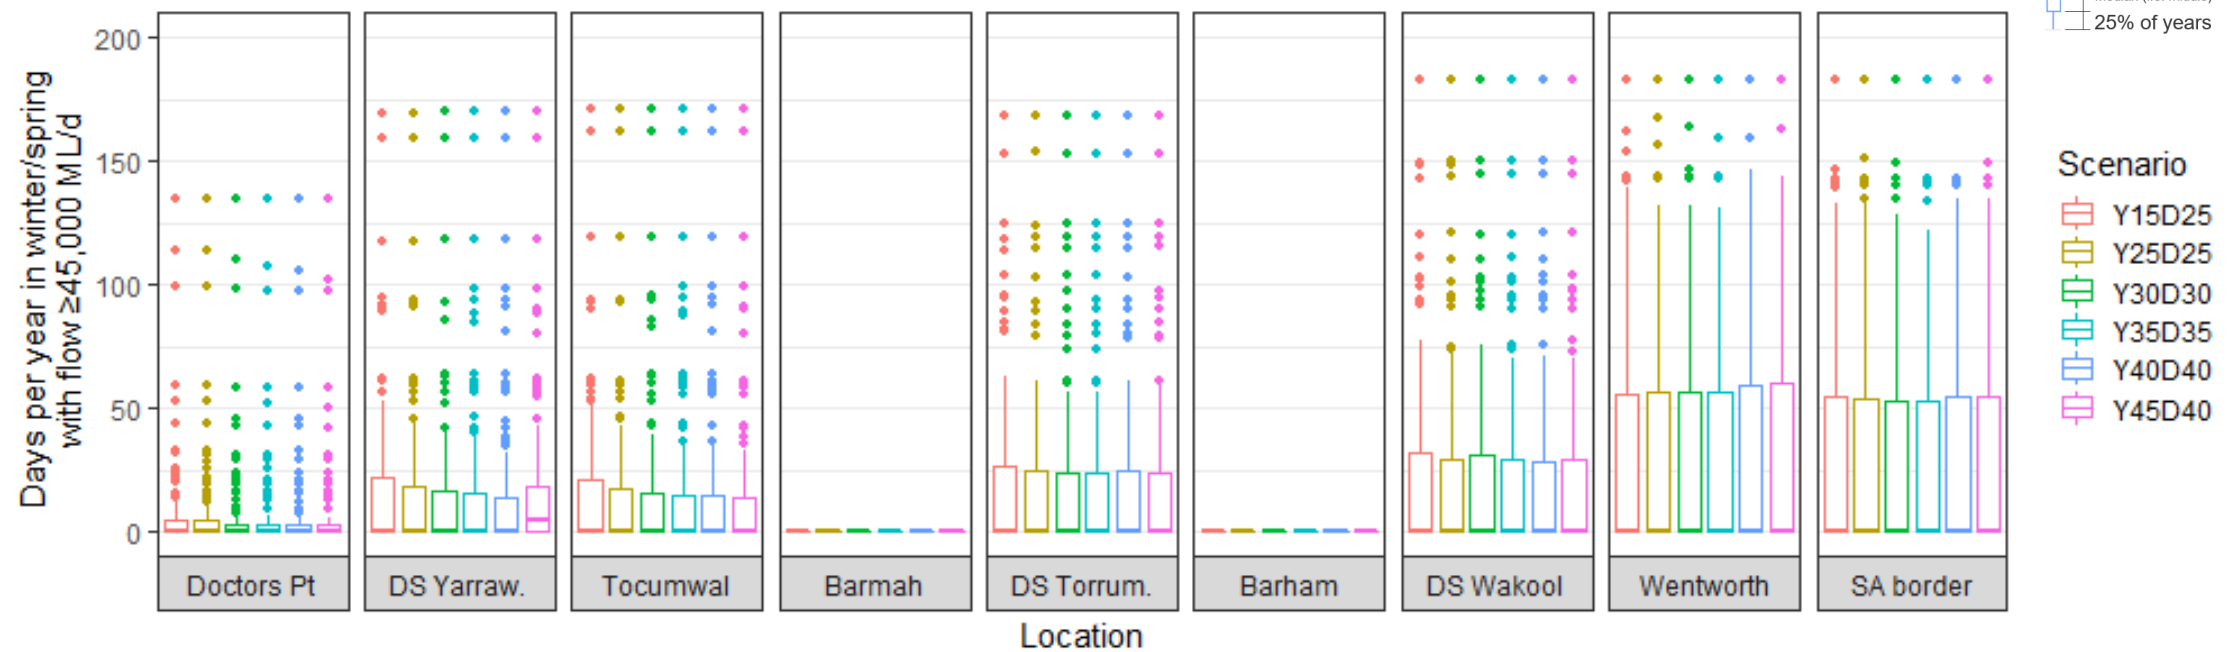 25% of years
Days per year in winter/spring
with flow ≥45,000 ML/d
200
150
100
50
0
Doctors Pt
DS Yarraw.
Tocumwal
Barmah
DS Torrum.
Barham
DS Wakool
Wentworth
SA border
Location
Scenario
Y15D25
Y25D25
Y30D30
Y35D35
Y40D40
Y45D40